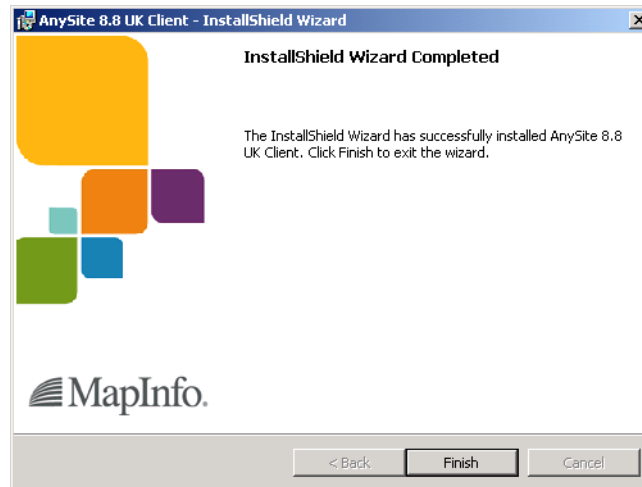 AnySite 8.8 UK Client - InstallShield Wizard
InstallShield Wizard Completed
The InstallShield Wizard has successfully installed AnySite 8.8
UK Client. Click Finish to exit the wizard.
MapInfo.
< Back
Finish
Cancel